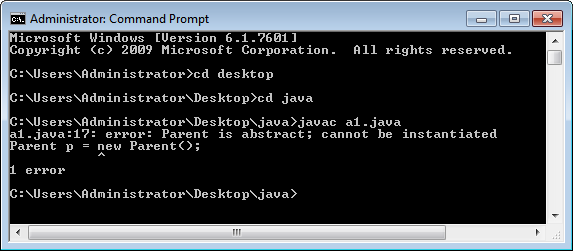 Administrator: Command Prompt
Microsoft Windows [Version 6.1.7601]
Copyright (c) 2009 Microsoft Corporation.  All rights reserved.
C:\Users\Administrator>cd desktop
C:\Users\Administrator\Desktop>cd java
C:\Users\Administrator\Desktop\java>javac a1.java
a1.java:17: error: Parent is abstract; cannot be instantiated
Parent p = new Parent();
           ^
1 error
C:\Users\Administrator\Desktop\java>